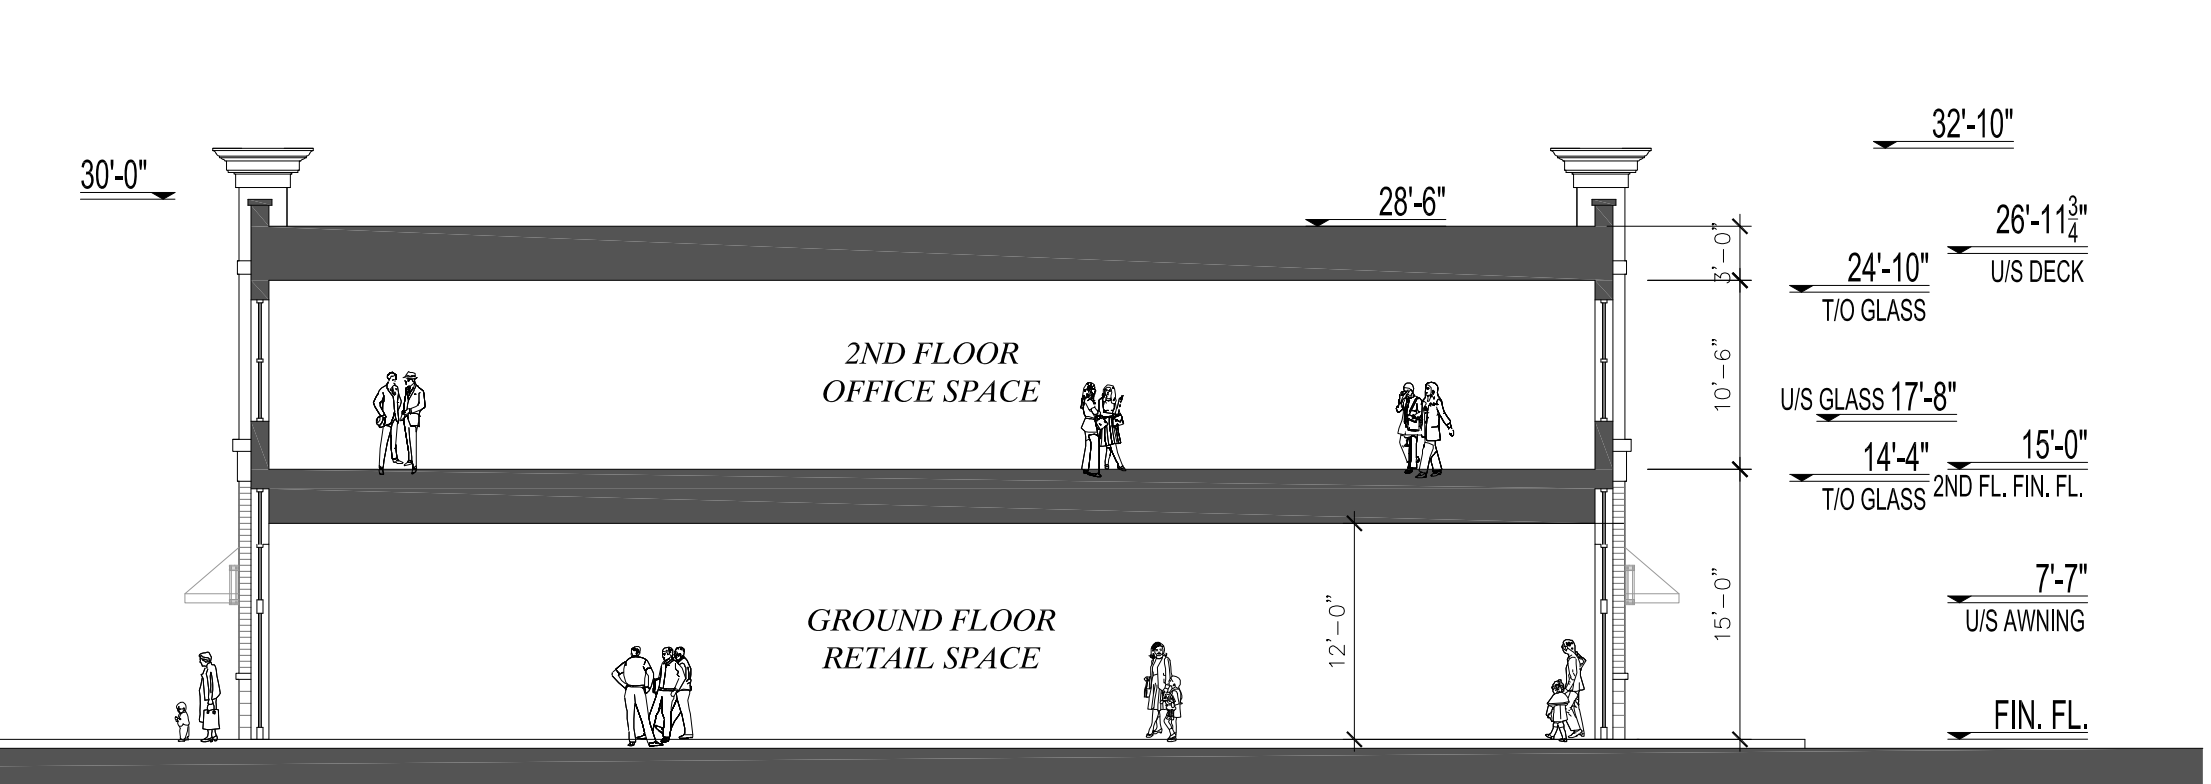 32'-10"
30'-0"
28'-6"
26'-11 3/4"
U/S DECK
3'-0"
24'-10"
T/O GLASS
2ND FLOOR
OFFICE SPACE
10'-6"
U/S GLASS 17'-8"
14'-4"
T/O GLASS
15'-0"
2ND FL. FIN. FL.
7'-7"
U/S AWNING
GROUND FLOOR
RETAIL SPACE
12'-0"
15'-0"
FIN. FL.